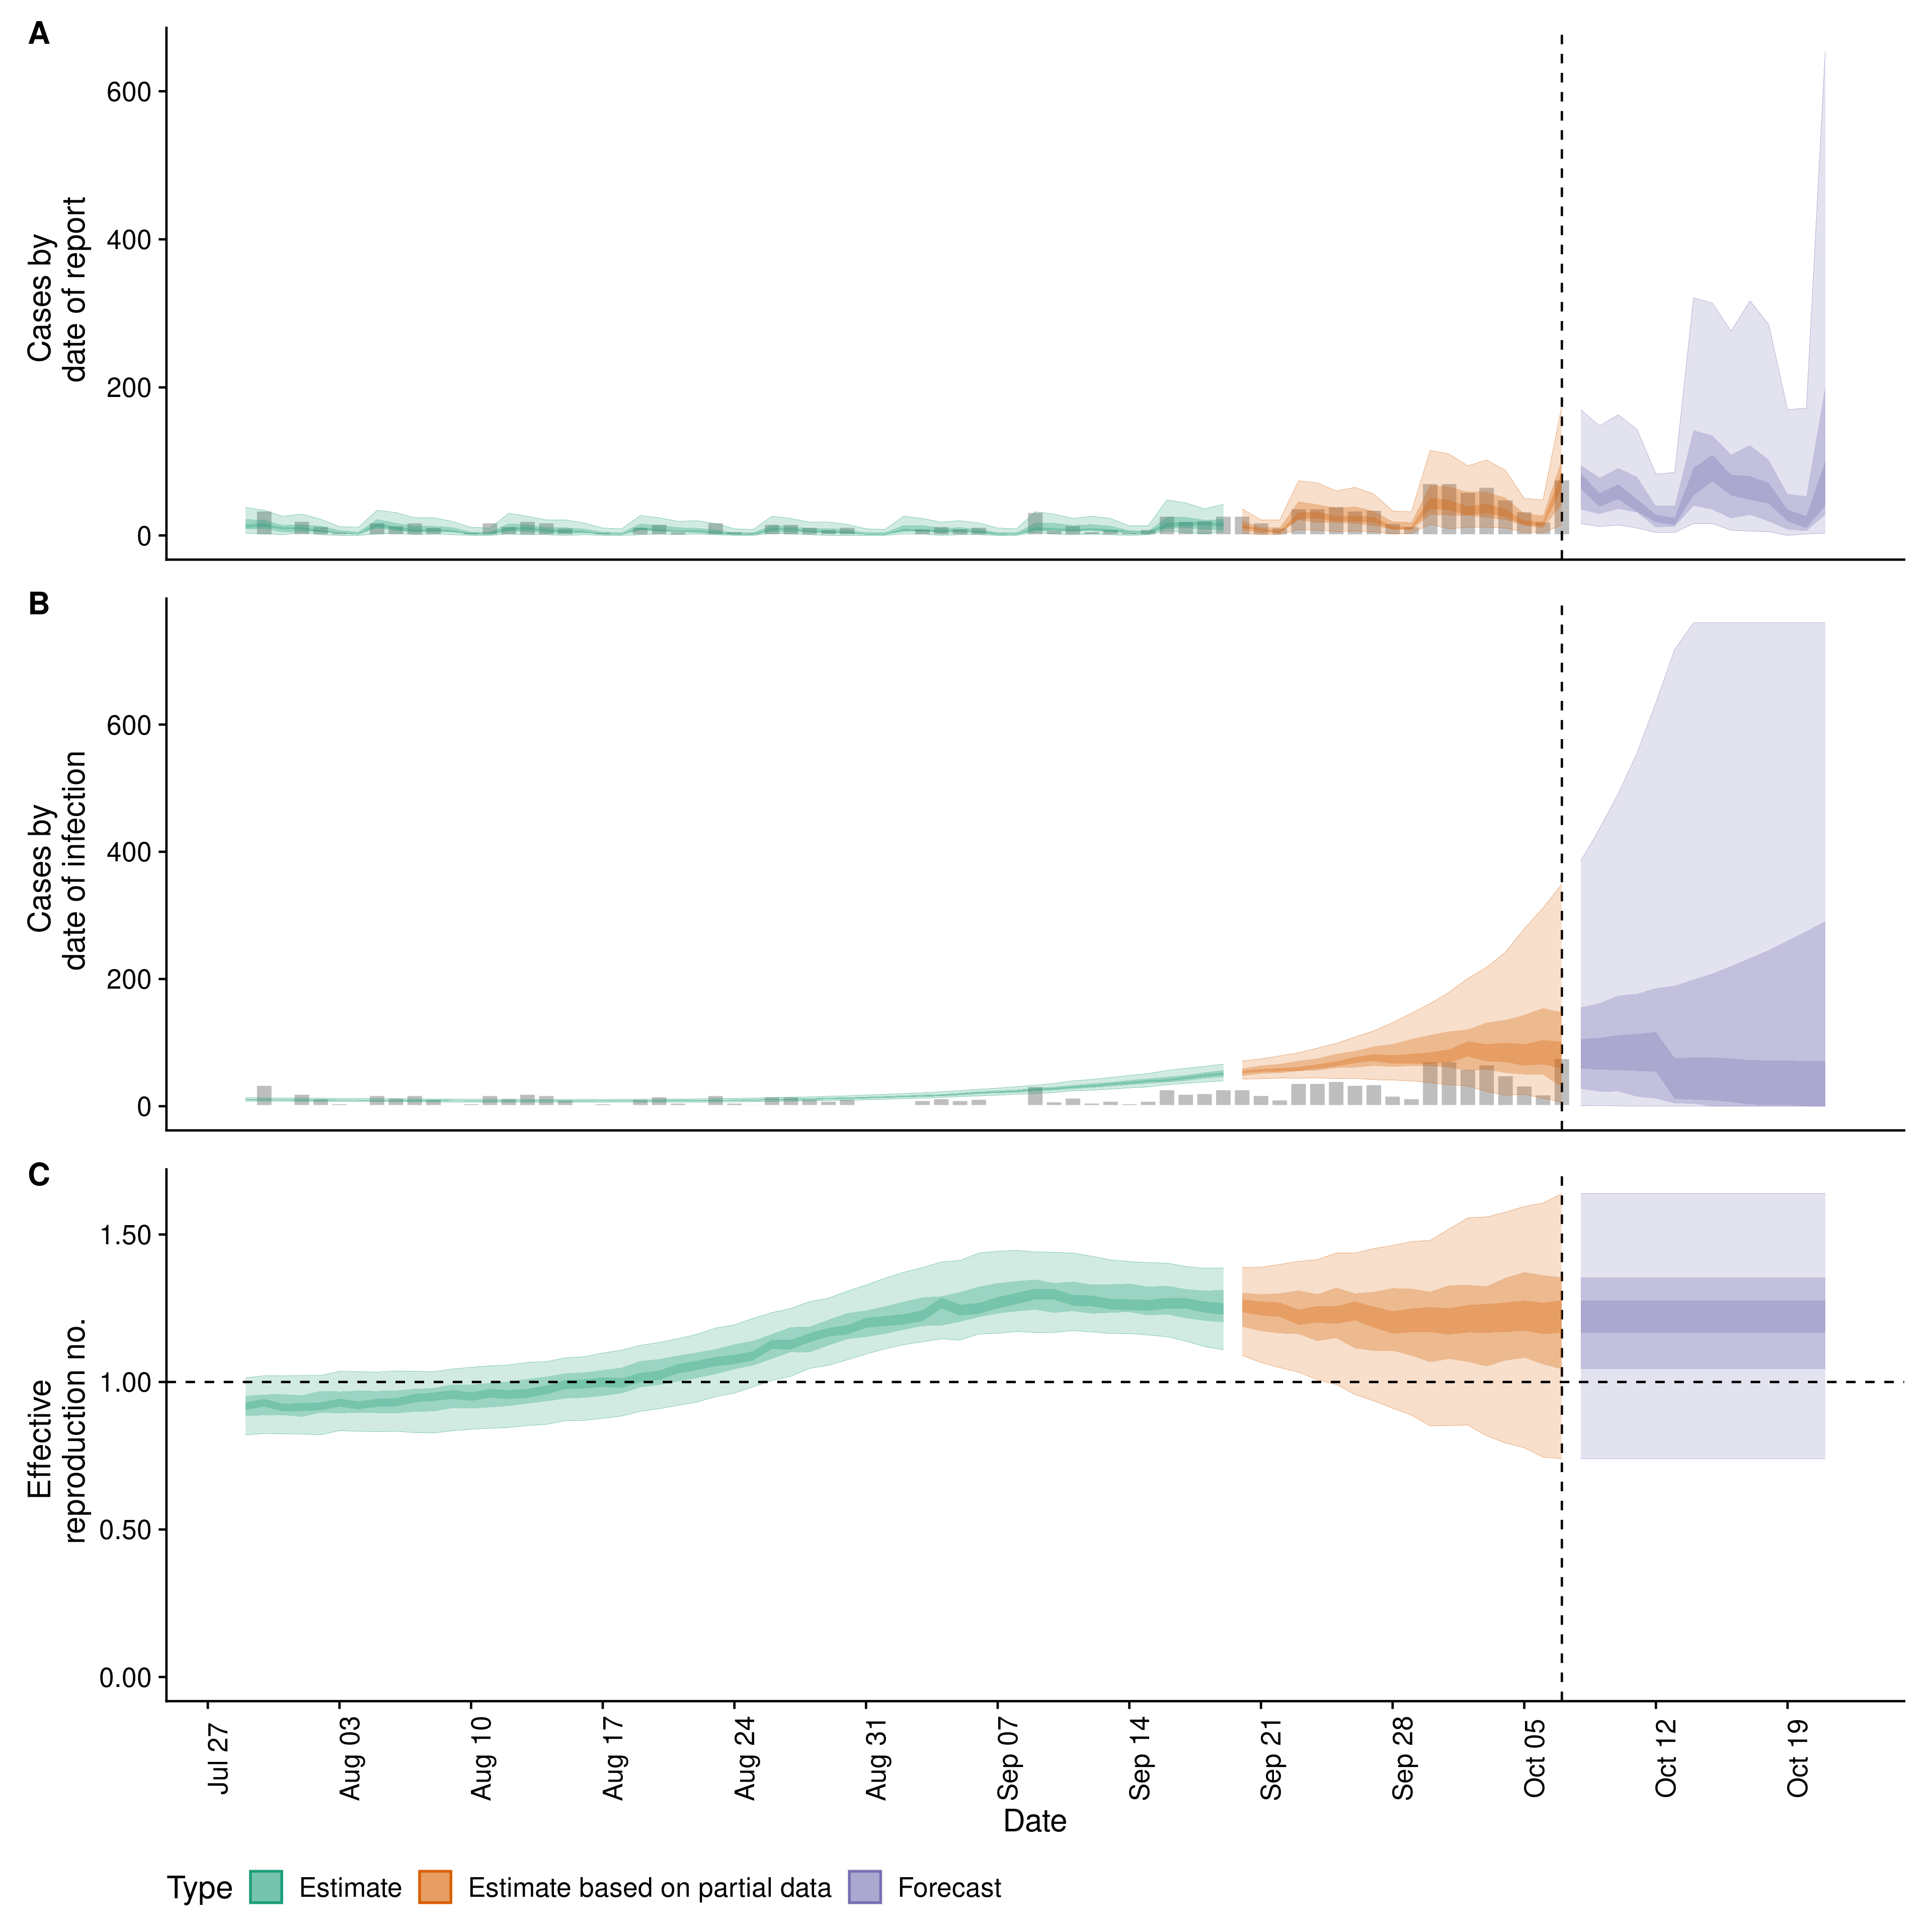 A
600
400
200
0
Cases by
date of report
B
600
400
200
0
Cases by
date of infection
C
1.50
1.00
0.50
0.00
Effective
reproduction no.
Jul 27
Aug 03
Aug 10
Aug 17
Aug 24
Aug 31
Sep 07
Sep 14
Sep 21
Sep 28
Oct 05
Oct 12
Oct 19
Date
Type Estimate Estimate based on partial data Forecast